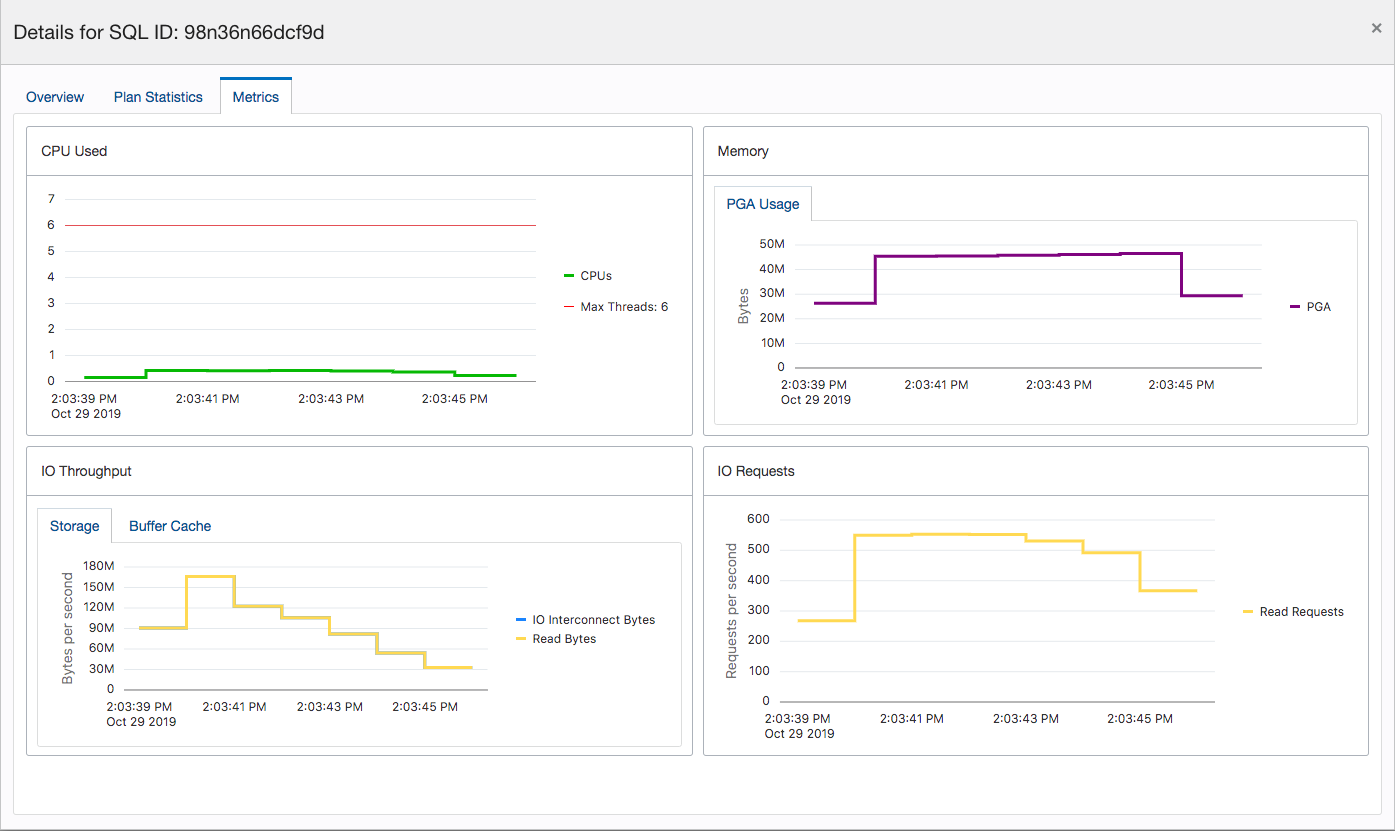 Details for SQL ID: 98n36n66dcf9d
×
Overview Plan Statistics Metrics
CPU Used
7
6
5
4
3
2
1
0
2:03:39 PM 2:03:41 PM 2:03:43 PM 2:03:45 PM
Oct 29 2019
CPUs
Max Threads: 6
Memory
PGA Usage
Bytes
50M
40M
30M
20M
10M
0
2:03:39 PM 2:03:41 PM 2:03:43 PM 2:03:45 PM
Oct 29 2019
PGA
IO Throughput
Storage Buffer Cache
Bytes per second
180M
150M
120M
90M
60M
30M
0
2:03:39 PM 2:03:41 PM 2:03:43 PM 2:03:45 PM
Oct 29 2019
IO Interconnect Bytes
Read Bytes
IO Requests
Requests per second
600
500
400
300
200
100
0
2:03:39 PM 2:03:41 PM 2:03:43 PM 2:03:45 PM
Oct 29 2019
Read Requests